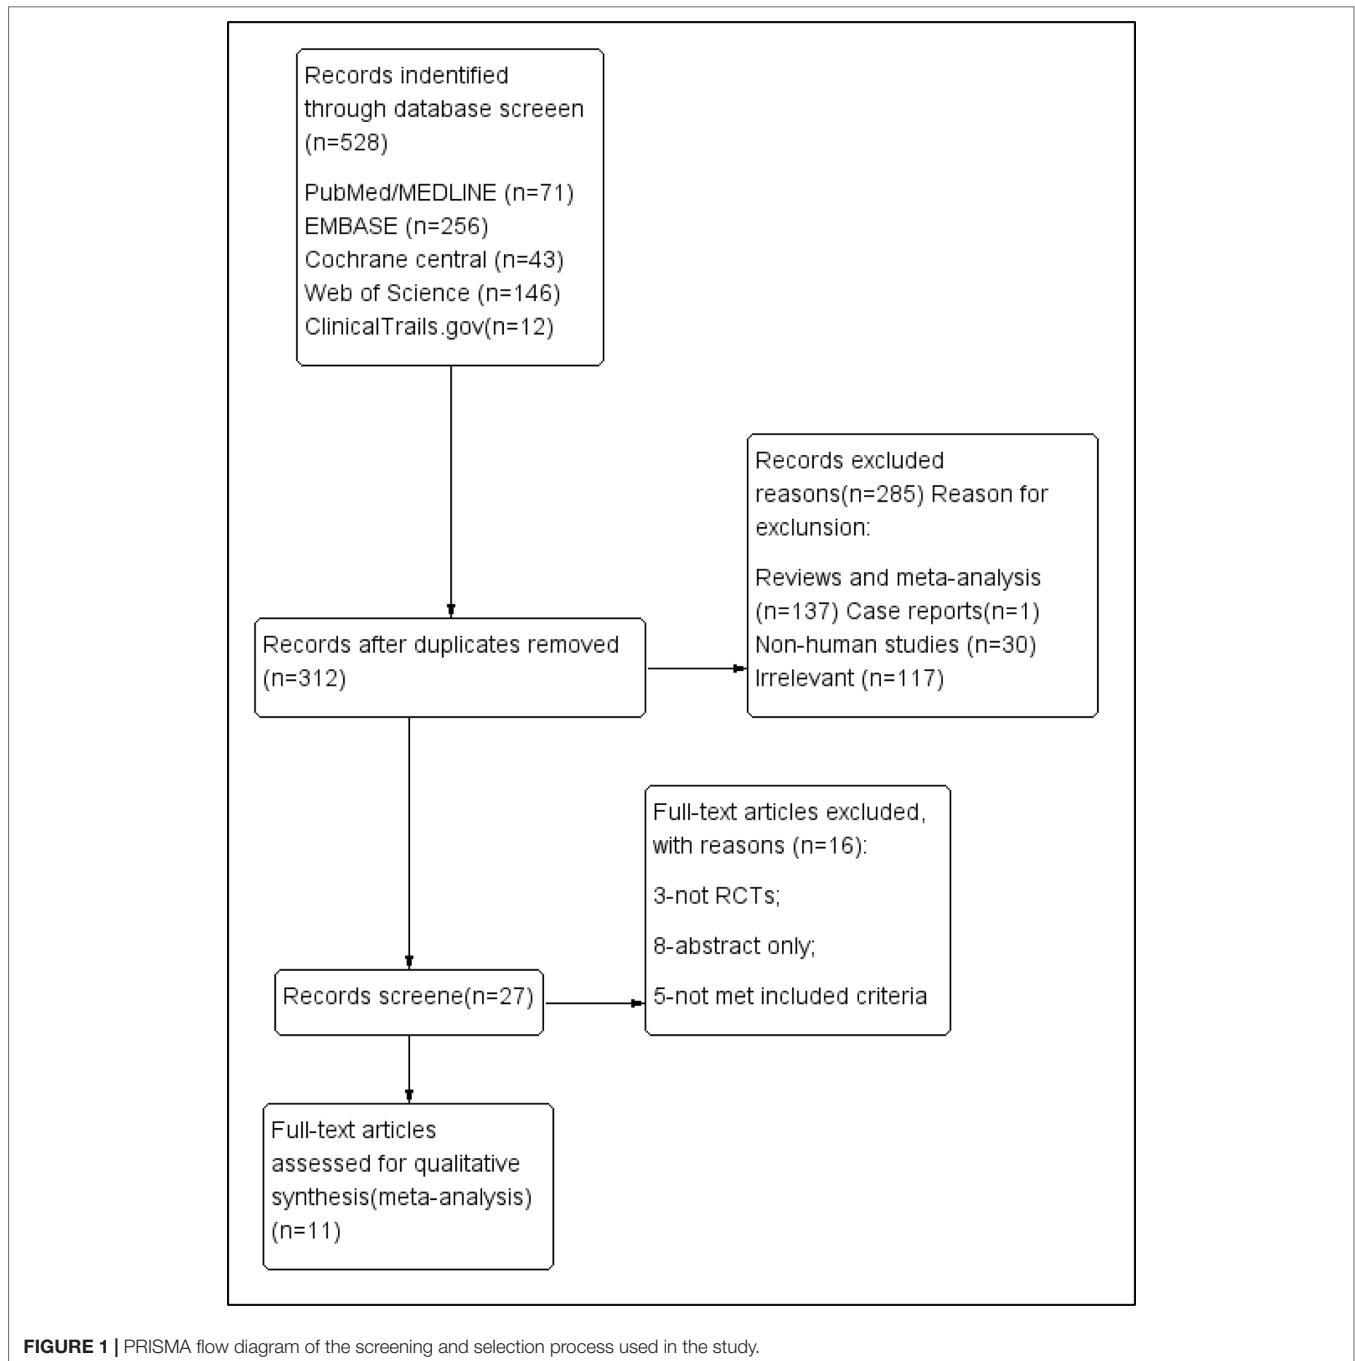 Records indentified
through database screeen
(n=528)
PubMed/MEDLINE (n=71)
EMBASE (n=256)
Cochrane central (n=43)
Web of Science (n=146)
ClinicalTrails.gov(n=12)
Records excluded
reasons(n=285) Reason for
exclunsion:
Reviews and meta-analysis
(n=137) Case reports(n=1)
Non-human studies (n=30)
Irrelevant (n=117)
Records after duplicates removed
(n=312)
Full-text articles excluded,
with reasons (n=16):
3-not RCTs;
8-abstract only;
5-not met included criteria
Records screene(n=27)
Full-text articles
assessed for qualitative
synthesis(meta-analysis)
(n=11)
FIGURE 1 | PRISMA flow diagram of the screening and selection process used in the study.